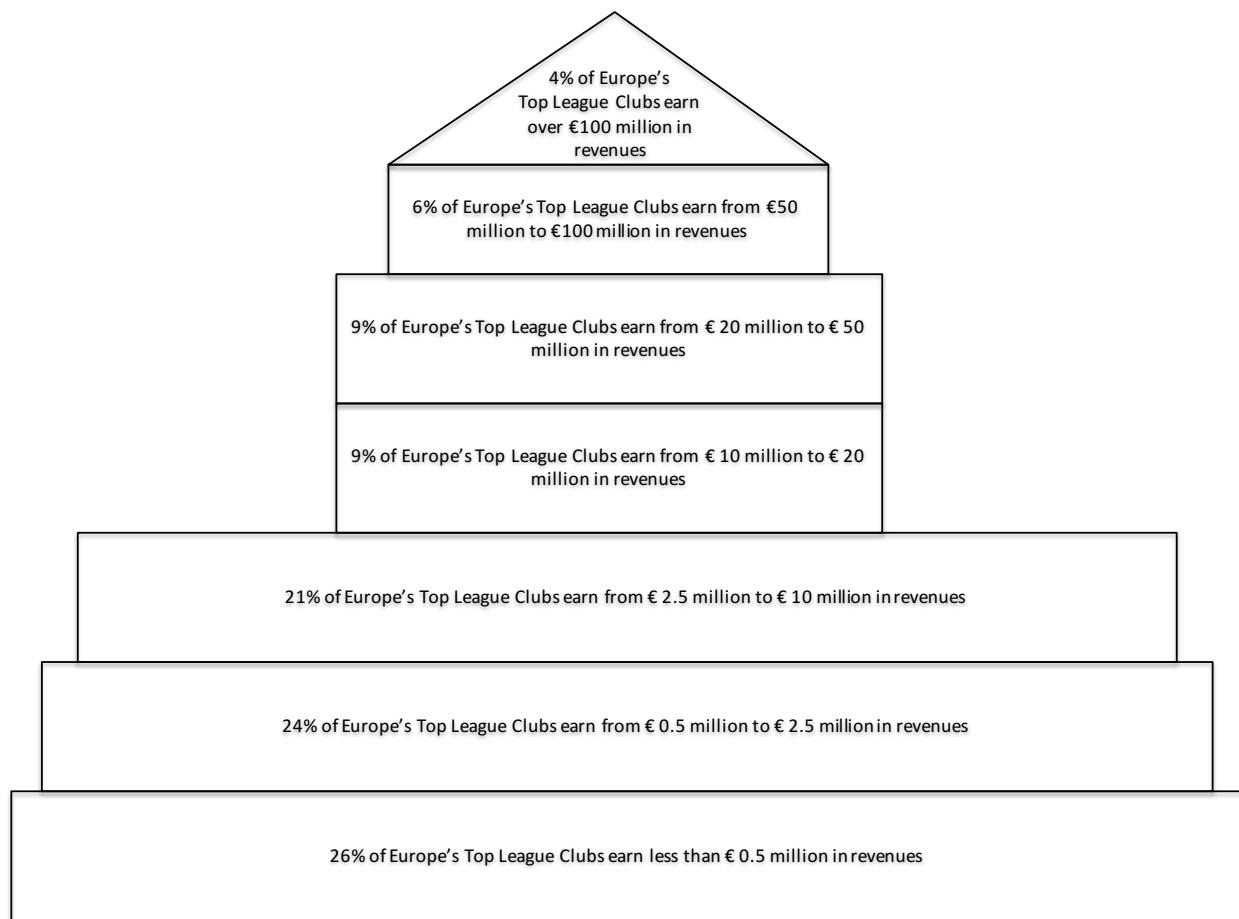 4% of Europe's
Top League Clubs earn
over €100 million in
revenues
6% of Europe's Top League Clubs earn from €50
million to €100 million in revenues
9% of Europe's Top League Clubs earn from € 20 million to € 50
million in revenues
9% of Europe's Top League Clubs earn from € 10 million to € 20
million in revenues
21% of Europe's Top League Clubs earn from € 2.5 million to € 10 million in revenues
24% of Europe's Top League Clubs earn from € 0.5 million to € 2.5 million in revenues
26% of Europe's Top League Clubs earn less than € 0.5 million in revenues